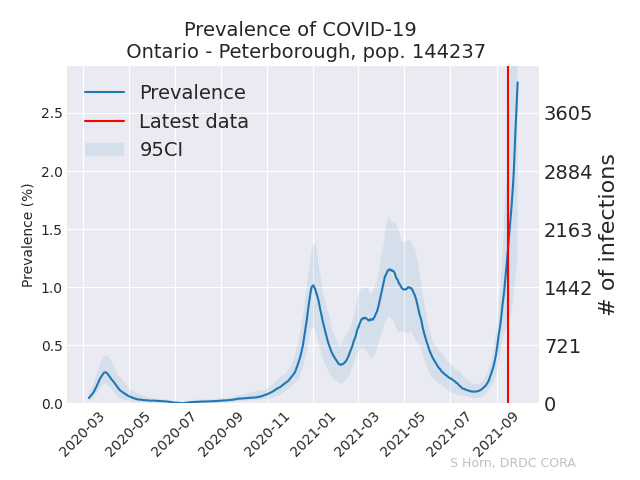 Prevalence of COVID-19
Ontario - Peterborough, pop. 144237
Prevalence
Latest data
95CI
Prevalence (%)
2.5
2.0
1.5
1.0
0.5
0.0
3605
2884
2163
1442
721
0
# of infections
2020-03
2020-05
2020-07
2020-09
2020-11
2021-01
2021-03
2021-05
2021-07
2021-09
S Horn, DRDC CORA